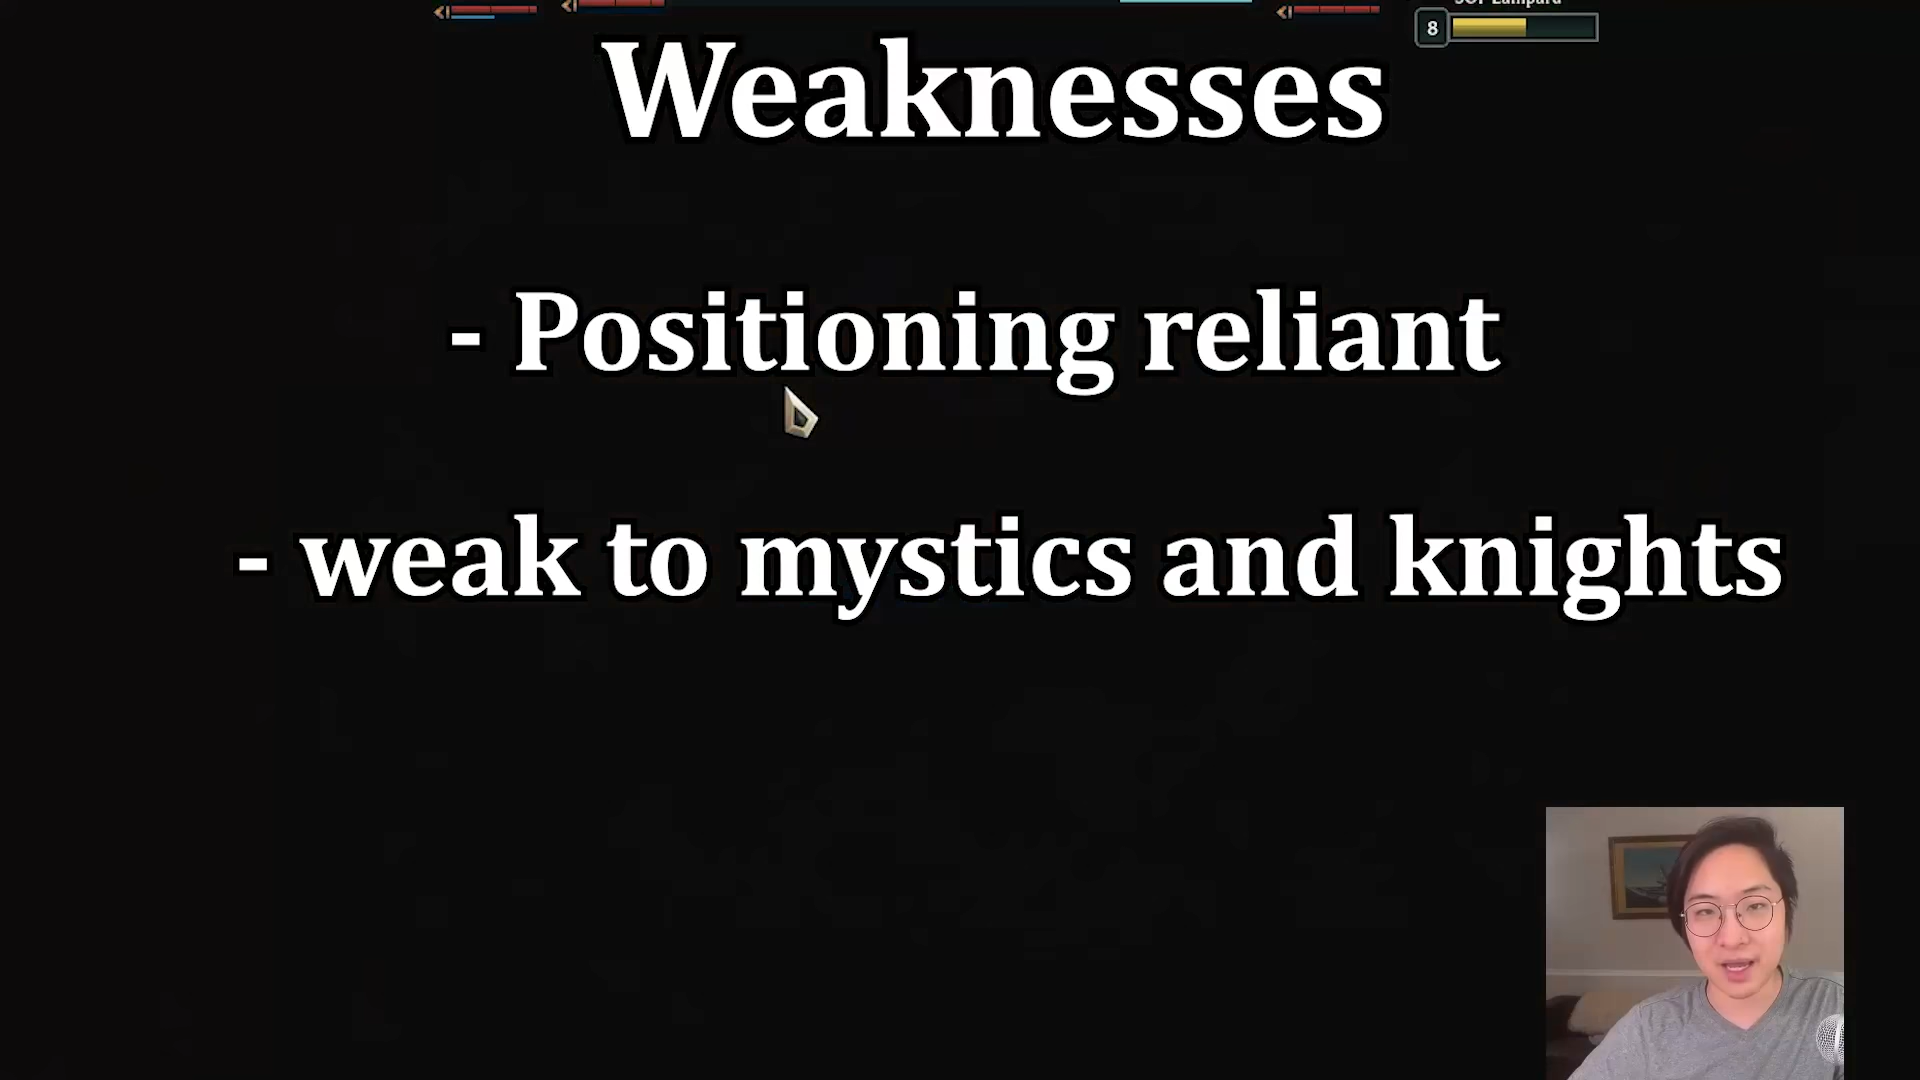 Weaknesses
8
- Positioning reliant
- weak to mystics and knights